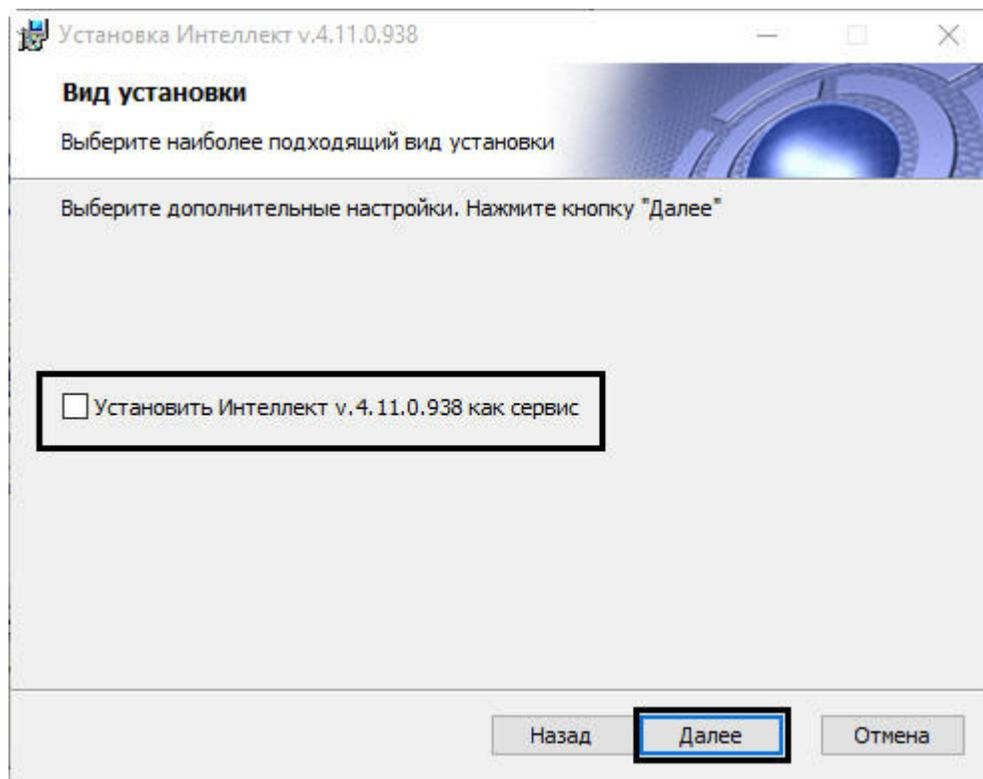 Установка Интеллект v.4.11.0.938
Вид установки
Выберите наиболее подходящий вид установки
Выберите дополнительные настройки. Нажмите кнопку "Далее"
Установить Интеллект v.4.11.0.938 как сервис
Назад
Далее
Отмена